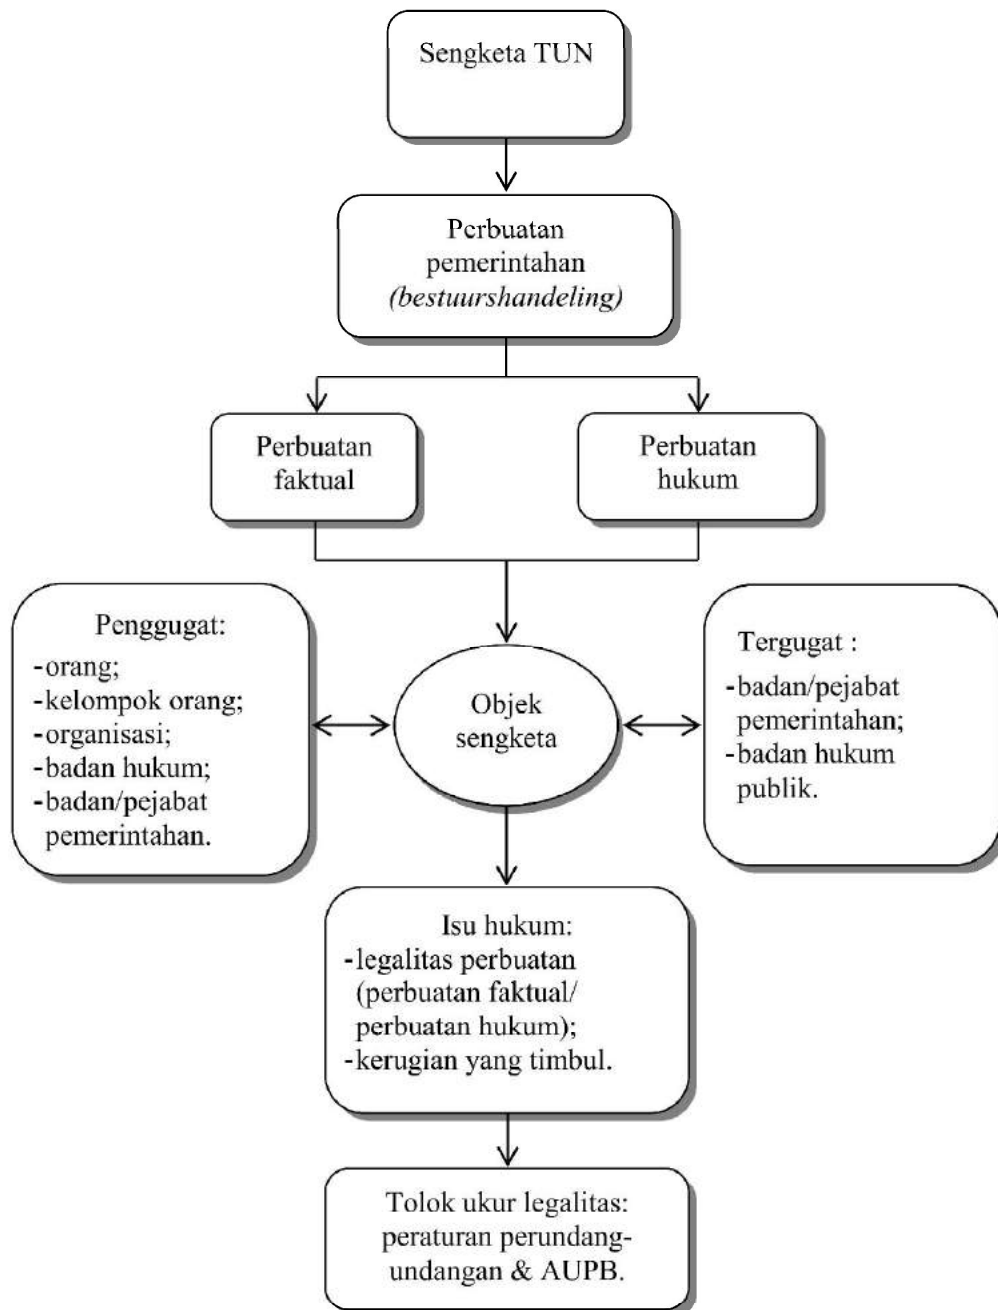 Sengketa TUN
Perbuatan
pemerintahan
(bestuurshandeling)
Perbuatan
faktual
Perbuatan
hukum
Penggugat:
-orang;
-kelompok orang;
-organisasi;
-badan hukum;
-badan/pejabat
pemerintahan.
Objek
sengketa
Tergugat :
-badan/pejabat
pemerintahan;
-badan hukum
publik.
Isu hukum:
-legalitas perbuatan
(perbuatan faktual/
perbuatan hukum);
-kerugian yang timbul.
Tolok ukur legalitas:
peraturan perundang-
undangan & AUPB.